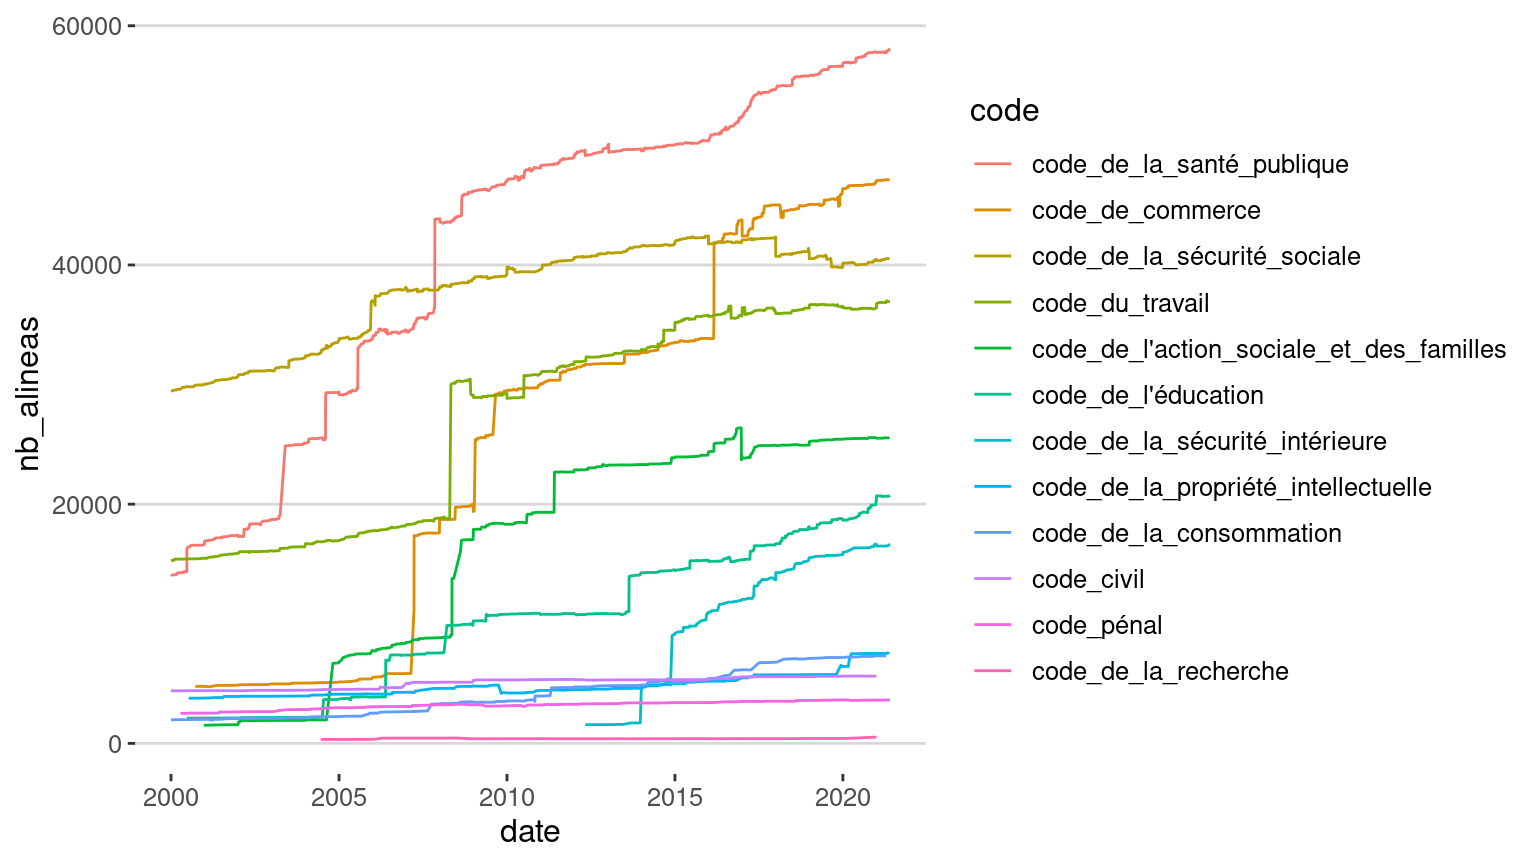 60000
40000
20000
0
nb_alineas
2000 2005 2010 2015 2020
date
code
code_de_la_santé_publique
code_de_commerce
code_de_la_sécurité_sociale
code_du_travail
code_de_l'action_sociale_et_des_familles
code_de_l'éducation
code_de_la_sécurité_intérieure
code_de_la_propriété_intellectuelle
code_de_la_consommation
code_civil
code_pénal
code_de_la_recherche